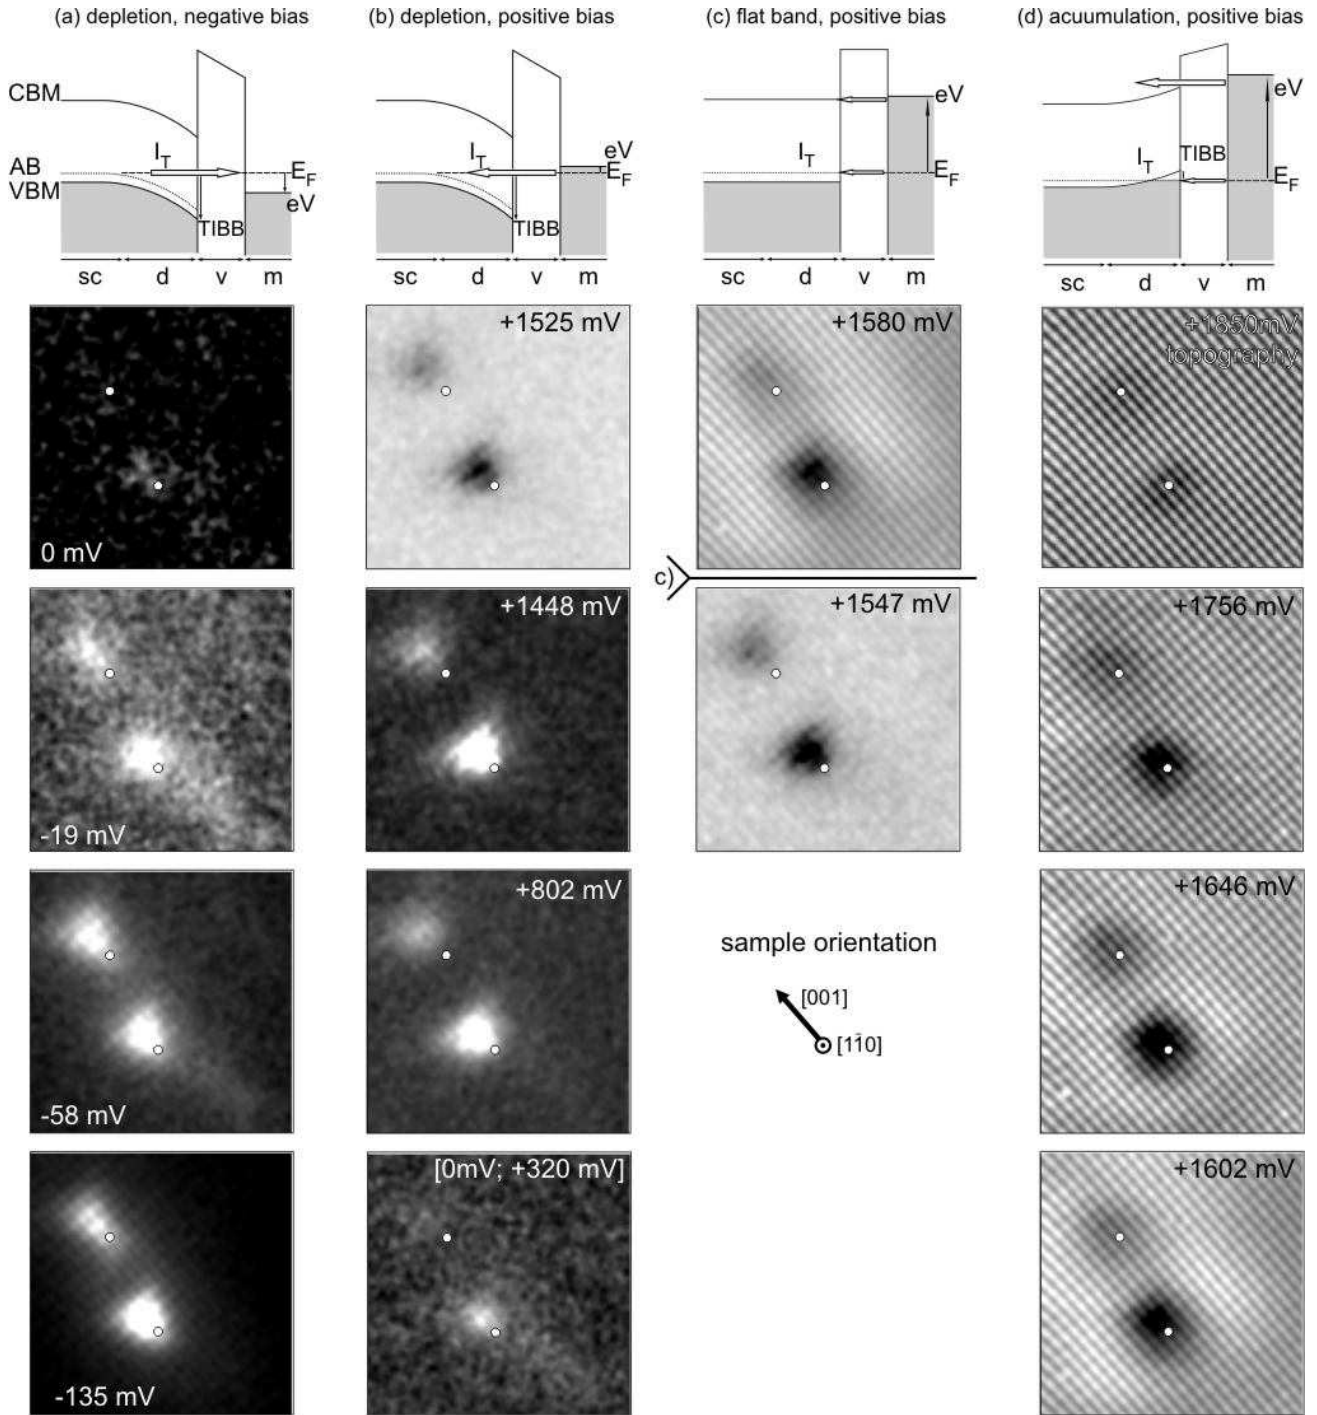 (a) depletion, negative bias
(b) depletion, positive bias
(c) flat band, positive bias
(d) acuumulation, positive bias
CBM
AB
VBM
I_T
E_F
eV
TIBB
sc d v m
I_T
eV
E_F
TIBB
sc d v m
eV
I_T
E_F
sc d v m
eV
I_T
TIBB
E_F
sc d v m
0 mV
+1525 mV
+1580 mV
+1850mV
topography
c)
-19 mV
+1448 mV
+1547 mV
+1756 mV
-58 mV
+802 mV
sample orientation
[001]
[11̄0]
+1646 mV
-135 mV
[0mV; +320 mV]
+1602 mV